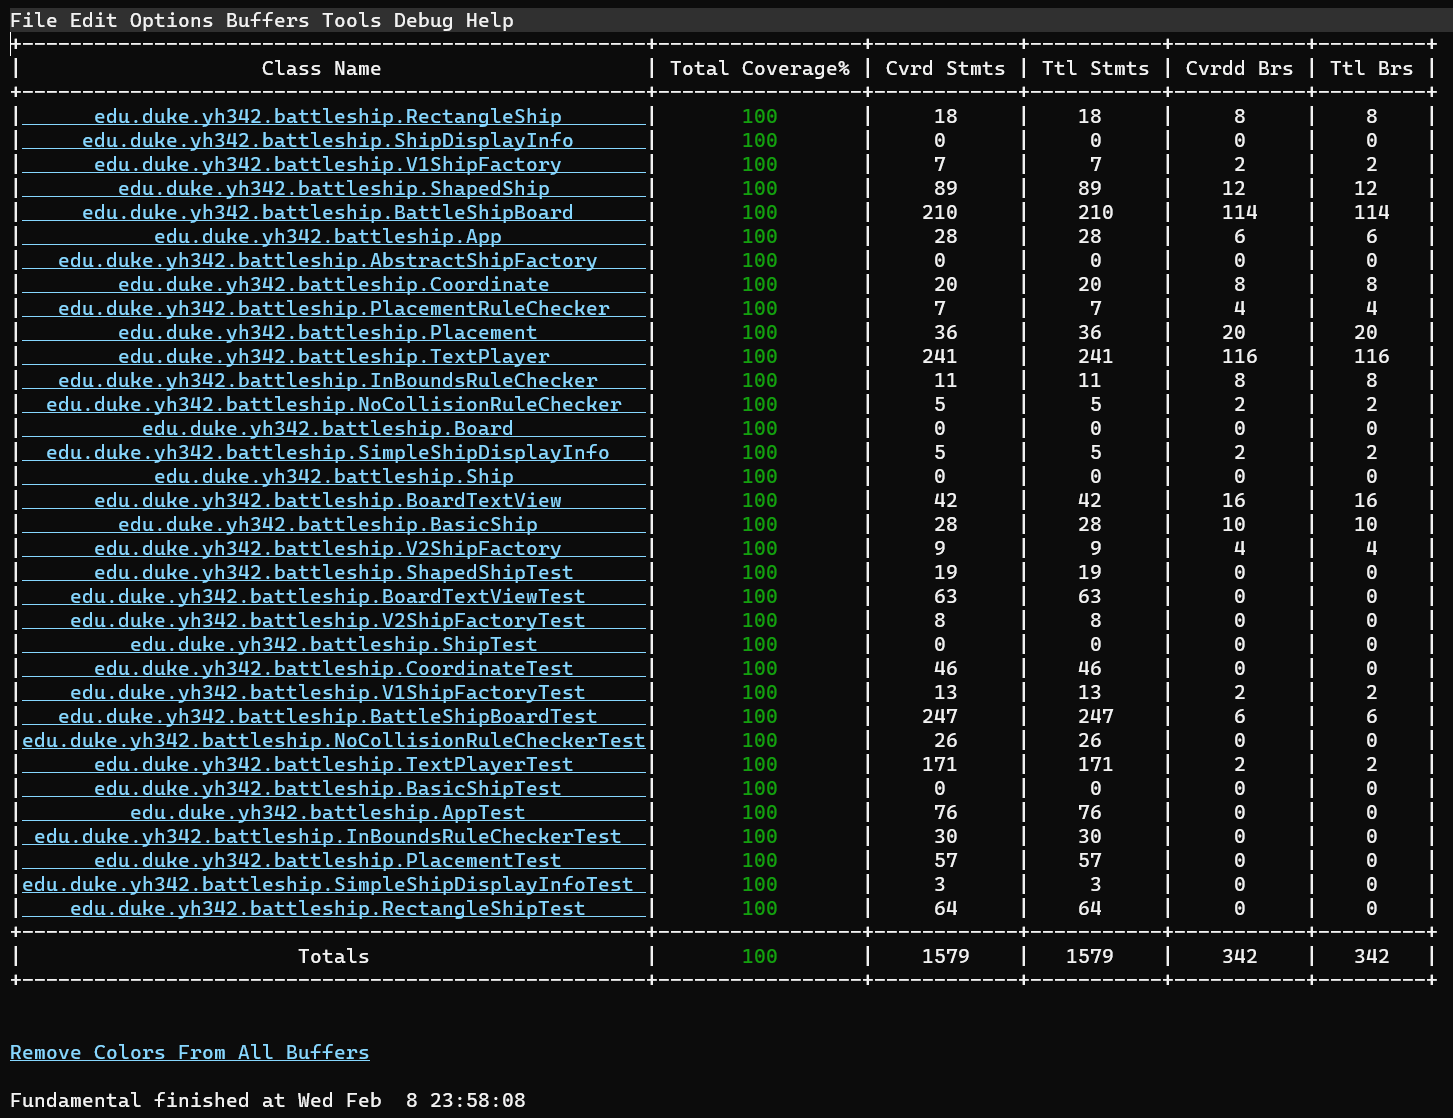 File Edit Options Buffers Tools Debug Help
+----------------------------------------------------+-----------------+------------+-----------+-----------+---------+
| Class Name | Total Coverage% | Cvrd Stmts | Ttl Stmts | Cvrdd Brs | Ttl Brs |
+----------------------------------------------------+-----------------+------------+-----------+-----------+---------+
| edu.duke.yh342.battleship.RectangleShip | 100 | 18 | 18 | 8 | 8 |
| edu.duke.yh342.battleship.ShipDisplayInfo | 100 | 0 | 0 | 0 | 0 |
| edu.duke.yh342.battleship.V1ShipFactory | 100 | 7 | 7 | 2 | 2 |
| edu.duke.yh342.battleship.ShapedShip | 100 | 89 | 89 | 12 | 12 |
| edu.duke.yh342.battleship.BattleShipBoard | 100 | 210 | 210 | 114 | 114 |
| edu.duke.yh342.battleship.App | 100 | 28 | 28 | 6 | 6 |
| edu.duke.yh342.battleship.AbstractShipFactory | 100 | 0 | 0 | 0 | 0 |
| edu.duke.yh342.battleship.Coordinate | 100 | 20 | 20 | 8 | 8 |
| edu.duke.yh342.battleship.PlacementRuleChecker | 100 | 7 | 7 | 4 | 4 |
| edu.duke.yh342.battleship.Placement | 100 | 36 | 36 | 20 | 20 |
| edu.duke.yh342.battleship.TextPlayer | 100 | 241 | 241 | 116 | 116 |
| edu.duke.yh342.battleship.InBoundsRuleChecker | 100 | 11 | 11 | 8 | 8 |
| edu.duke.yh342.battleship.NoCollisionRuleChecker | 100 | 5 | 5 | 2 | 2 |
| edu.duke.yh342.battleship.Board | 100 | 0 | 0 | 0 | 0 |
| edu.duke.yh342.battleship.SimpleShipDisplayInfo | 100 | 5 | 5 | 2 | 2 |
| edu.duke.yh342.battleship.Ship | 100 | 0 | 0 | 0 | 0 |
| edu.duke.yh342.battleship.BoardTextView | 100 | 42 | 42 | 16 | 16 |
| edu.duke.yh342.battleship.BasicShip | 100 | 28 | 28 | 10 | 10 |
| edu.duke.yh342.battleship.V2ShipFactory | 100 | 9 | 9 | 4 | 4 |
| edu.duke.yh342.battleship.ShapedShipTest | 100 | 19 | 19 | 0 | 0 |
| edu.duke.yh342.battleship.BoardTextViewTest | 100 | 63 | 63 | 0 | 0 |
| edu.duke.yh342.battleship.V2ShipFactoryTest | 100 | 8 | 8 | 0 | 0 |
| edu.duke.yh342.battleship.ShipTest | 100 | 0 | 0 | 0 | 0 |
| edu.duke.yh342.battleship.CoordinateTest | 100 | 46 | 46 | 0 | 0 |
| edu.duke.yh342.battleship.V1ShipFactoryTest | 100 | 13 | 13 | 2 | 2 |
| edu.duke.yh342.battleship.BattleShipBoardTest | 100 | 247 | 247 | 6 | 6 |
| edu.duke.yh342.battleship.NoCollisionRuleCheckerTest | 100 | 26 | 26 | 0 | 0 |
| edu.duke.yh342.battleship.TextPlayerTest | 100 | 171 | 171 | 2 | 2 |
| edu.duke.yh342.battleship.BasicShipTest | 100 | 0 | 0 | 0 | 0 |
| edu.duke.yh342.battleship.AppTest | 100 | 76 | 76 | 0 | 0 |
| edu.duke.yh342.battleship.InBoundsRuleCheckerTest | 100 | 30 | 30 | 0 | 0 |
| edu.duke.yh342.battleship.PlacementTest | 100 | 57 | 57 | 0 | 0 |
| edu.duke.yh342.battleship.SimpleShipDisplayInfoTest | 100 | 3 | 3 | 0 | 0 |
| edu.duke.yh342.battleship.RectangleShipTest | 100 | 64 | 64 | 0 | 0 |
+----------------------------------------------------+-----------------+------------+-----------+-----------+---------+
| Totals | 100 | 1579 | 1579 | 342 | 342 |
+----------------------------------------------------+-----------------+------------+-----------+-----------+---------+
Remove Colors From All Buffers
Fundamental finished at Wed Feb  8 23:58:08